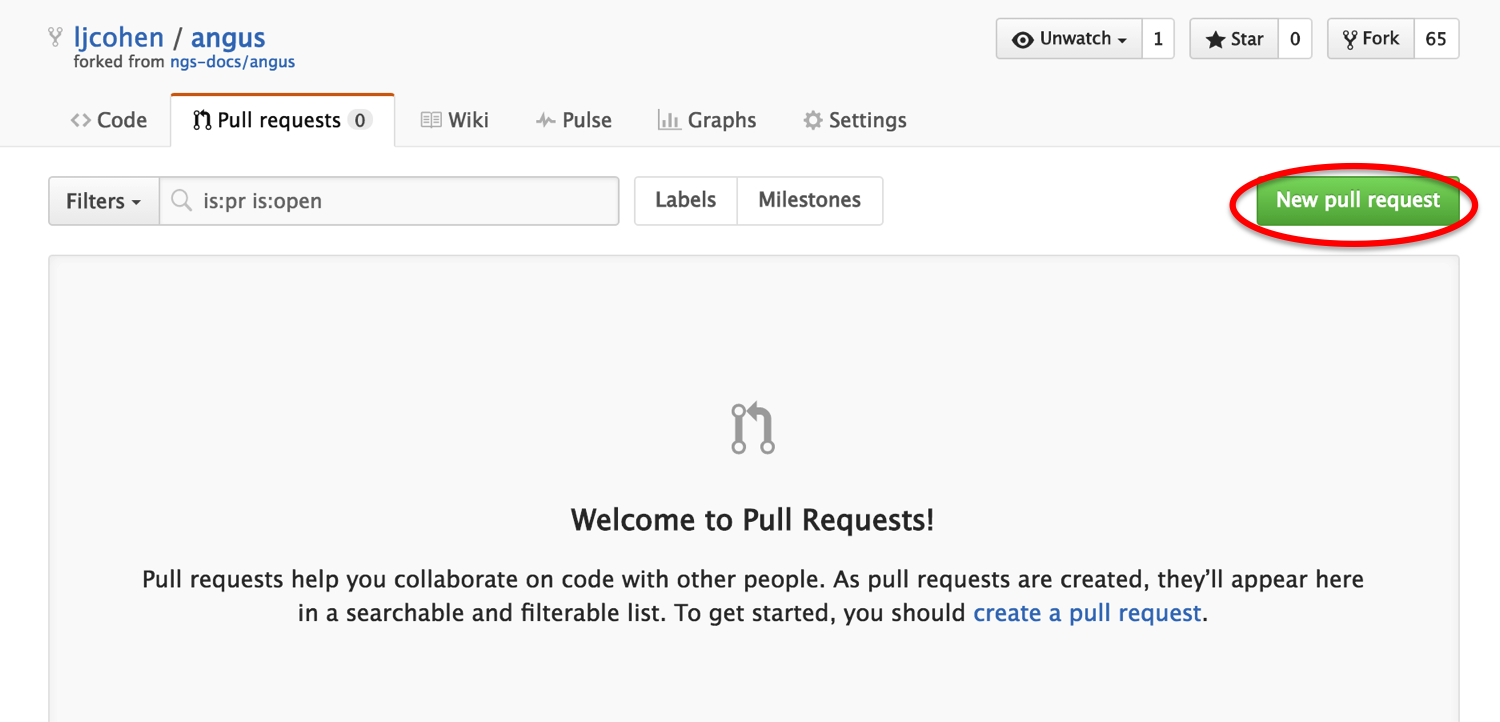 ljcohen / angus
forked from ngs-docs/angus
Unwatch 1
Star 0
Fork 65
Code
Pull requests 0
Wiki
Pulse
Graphs
Settings
Filters
is:pr is:open
Labels
Milestones
New pull request
Welcome to Pull Requests!
Pull requests help you collaborate on code with other people. As pull requests are created, they’ll appear here
in a searchable and filterable list. To get started, you should create a pull request.